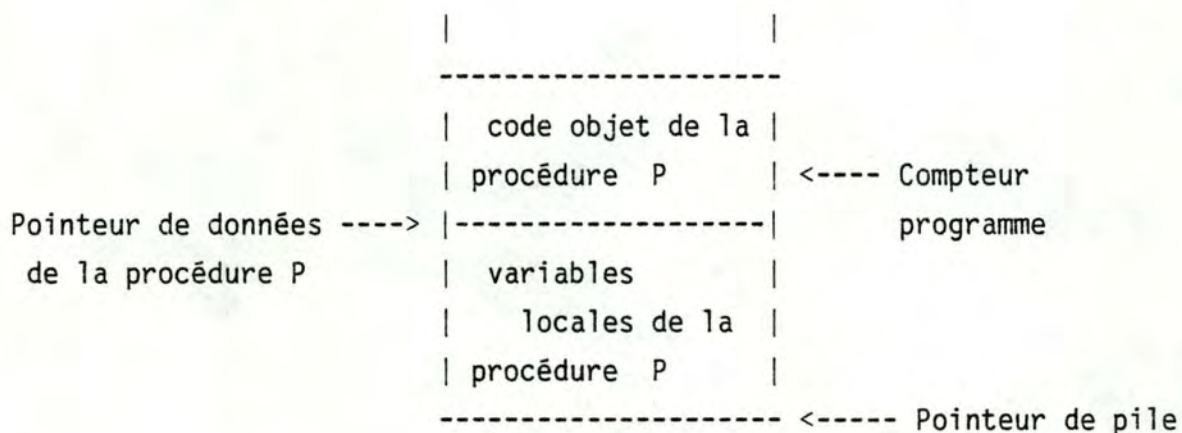 |                    |
---------------------
|  code objet de la |
| procédure  P      | <---- Compteur
Pointeur de données ----> |-------------------|       programme
de la procédure P      |  variables        |
|    locales de la  |
| procédure  P      |
--------------------- <----- Pointeur de pile